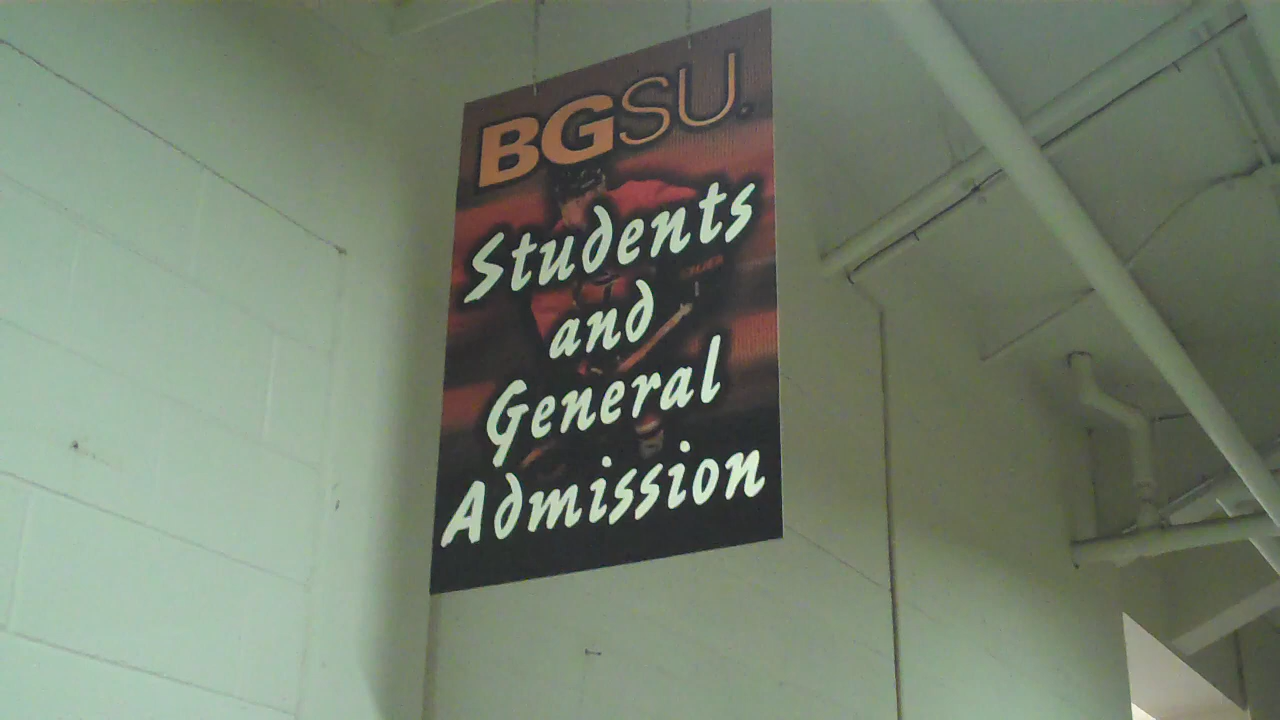 BGSU.
Students
and
General
Admission